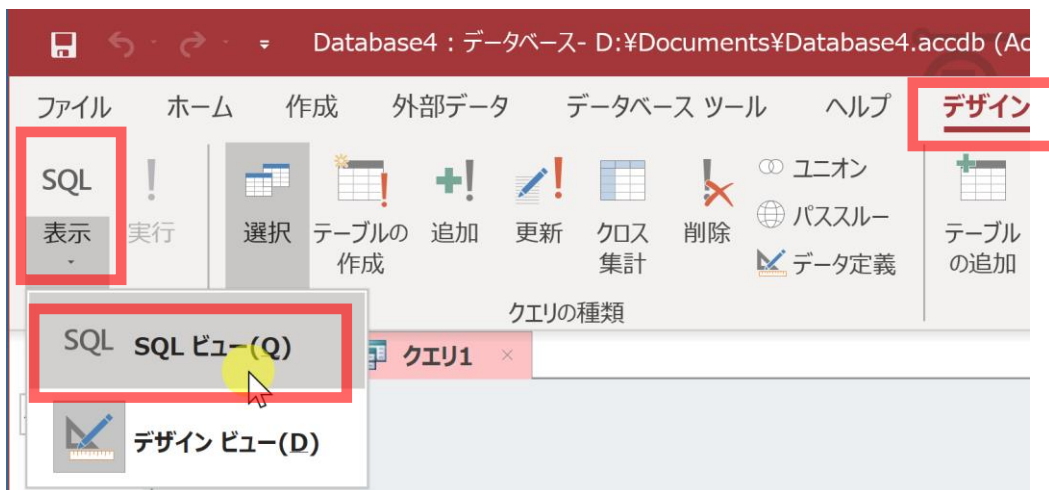 Database4 : データベース- D:¥Documents¥Database4.accdb (Ac
ファイル ホーム 作成 外部データ データベース ツール ヘルプ デザイン
SQL
表示
実行
選択
テーブルの
作成
追加
更新
クロス
集計
削除
ユニオン
パススルー
データ定義
テーブル
の追加
クエリの種類
SQL SQL ビュー(Q)
クエリ1
デザイン ビュー(D)